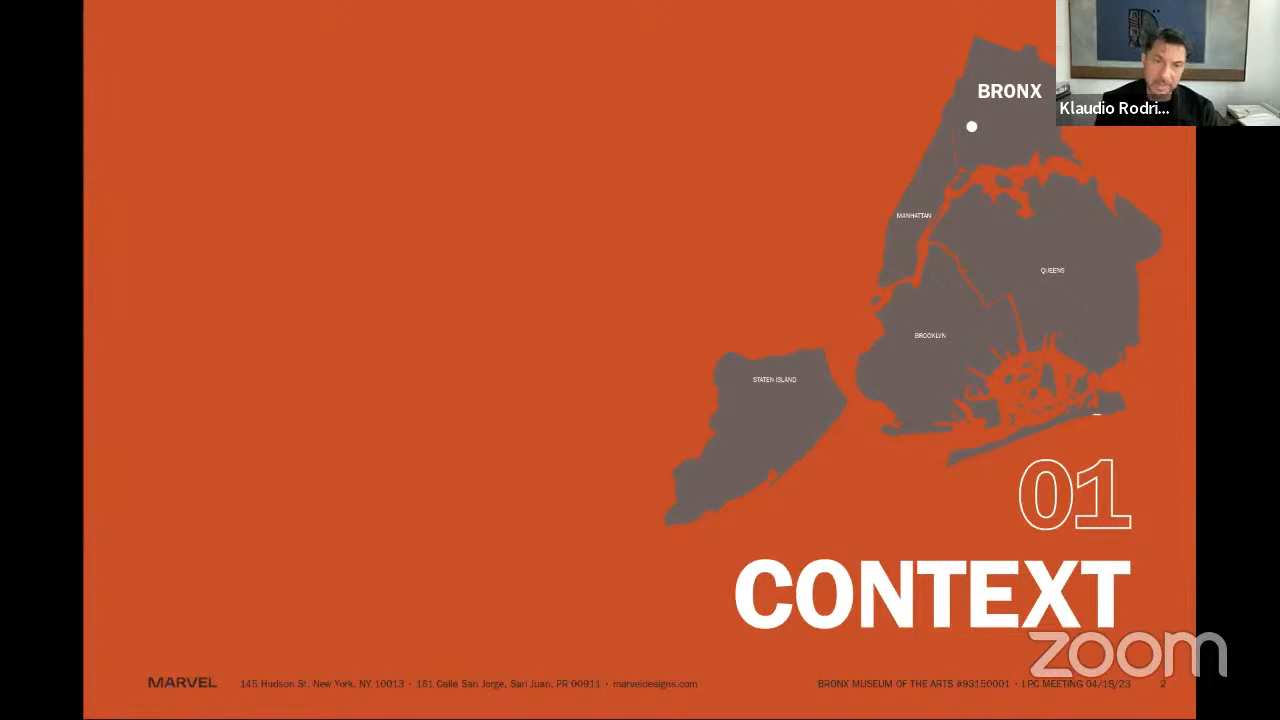 BRONX
Klaudio Rodri...
MANHATTAN
QUEENS
BROOKLYN
STATEN ISLAND
01
CONTEXT
zoom
MARVEL 145 Hudson St. New York, NY 10013 · 161 Calle San Jorge, San Juan, PR 00911 · marveldesigns.com
BRONX MUSEUM OF THE ARTS #93150001 · LPC MEETING 04/18/23 2